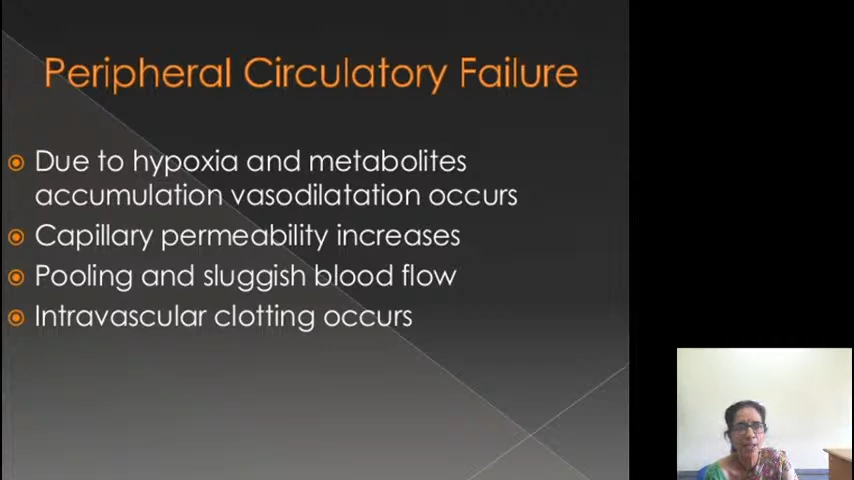 Peripheral Circulatory Failure
Due to hypoxia and metabolites
accumulation vasodilatation occurs
Capillary permeability increases
Pooling and sluggish blood flow
Intravascular clotting occurs